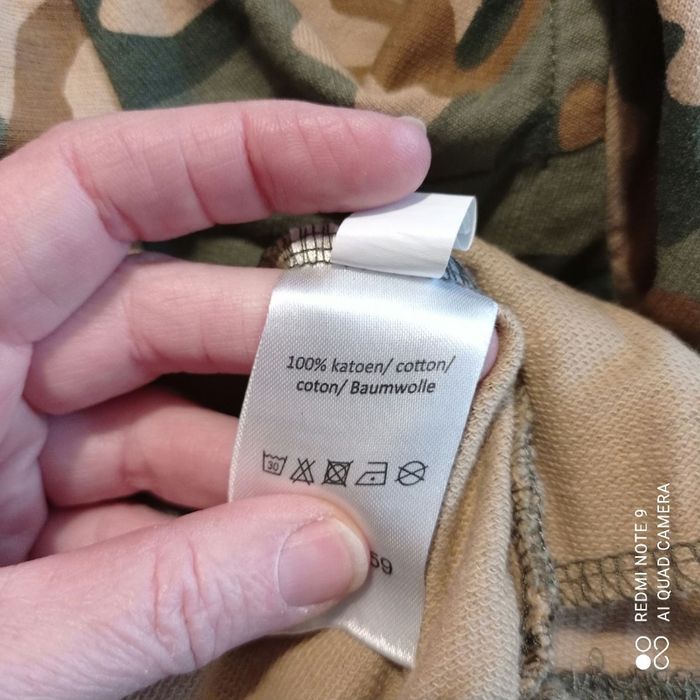 100% katoen/ cotton/
coton/ Baumwolle
30
59
REDMI NOTE 9
AI QUAD CAMERA